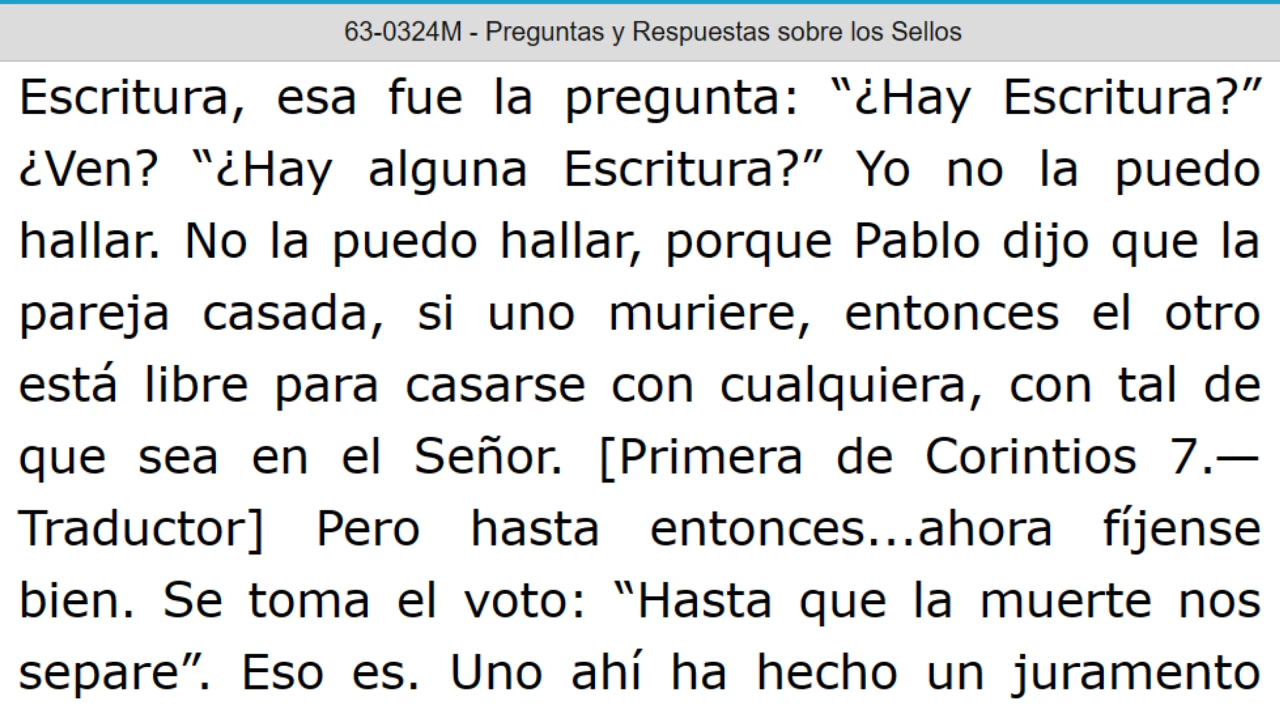 63-0324M - Preguntas y Respuestas sobre los Sellos
Escritura, esa fue la pregunta: “¿Hay Escritura?”
¿Ven? “¿Hay alguna Escritura?” Yo no la puedo
hallar. No la puedo hallar, porque Pablo dijo que la
pareja casada, si uno muriere, entonces el otro
está libre para casarse con cualquiera, con tal de
que sea en el Señor. [Primera de Corintios 7.—
Traductor] Pero hasta entonces...ahora fíjense
bien. Se toma el voto: “Hasta que la muerte nos
separe”. Eso es. Uno ahí ha hecho un juramento